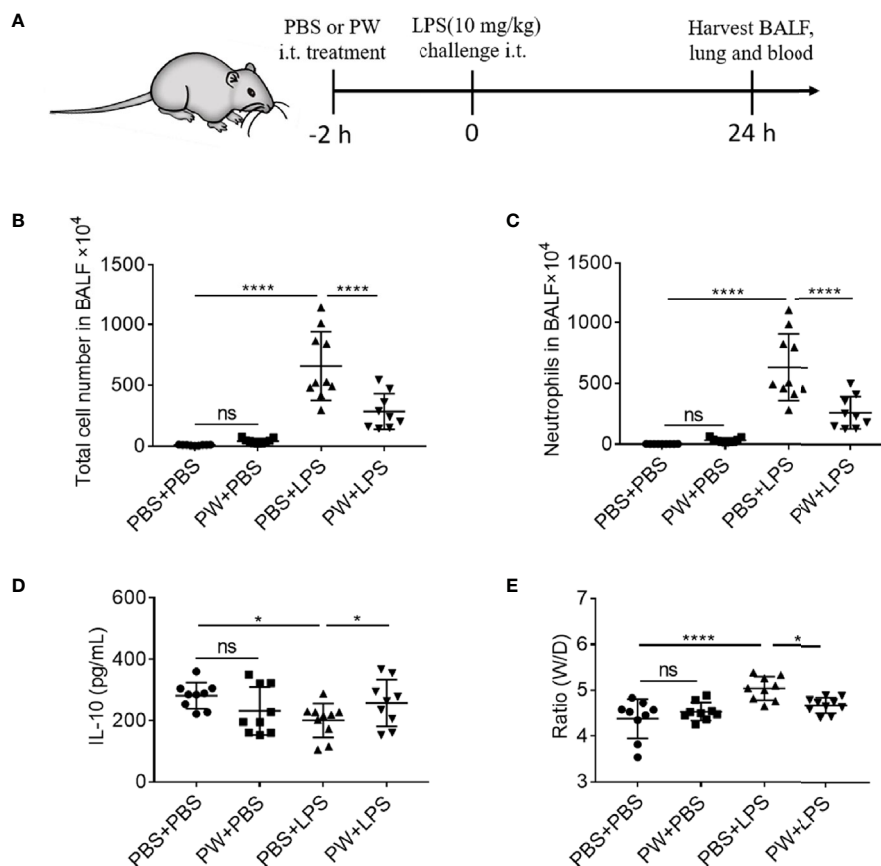 A
PBS or PW
i.t. treatment
LPS(10 mg/kg)
challenge i.t.
Harvest BALF,
lung and blood
-2 h
0
24 h
B
Total cell number in BALF ×10⁴
1500
1000
500
0
ns
****
****
PBS+PBS
PW+PBS
PBS+LPS
PW+LPS
C
Neutrophils in BALF×10⁴
1500
1000
500
0
ns
****
****
PBS+PBS
PW+PBS
PBS+LPS
PW+LPS
D
IL-10 (pg/mL)
600
400
200
0
ns
*
*
PBS+PBS
PW+PBS
PBS+LPS
PW+LPS
E
Ratio (W/D)
7
6
5
4
3
ns
****
*
PBS+PBS
PW+PBS
PBS+LPS
PW+LPS